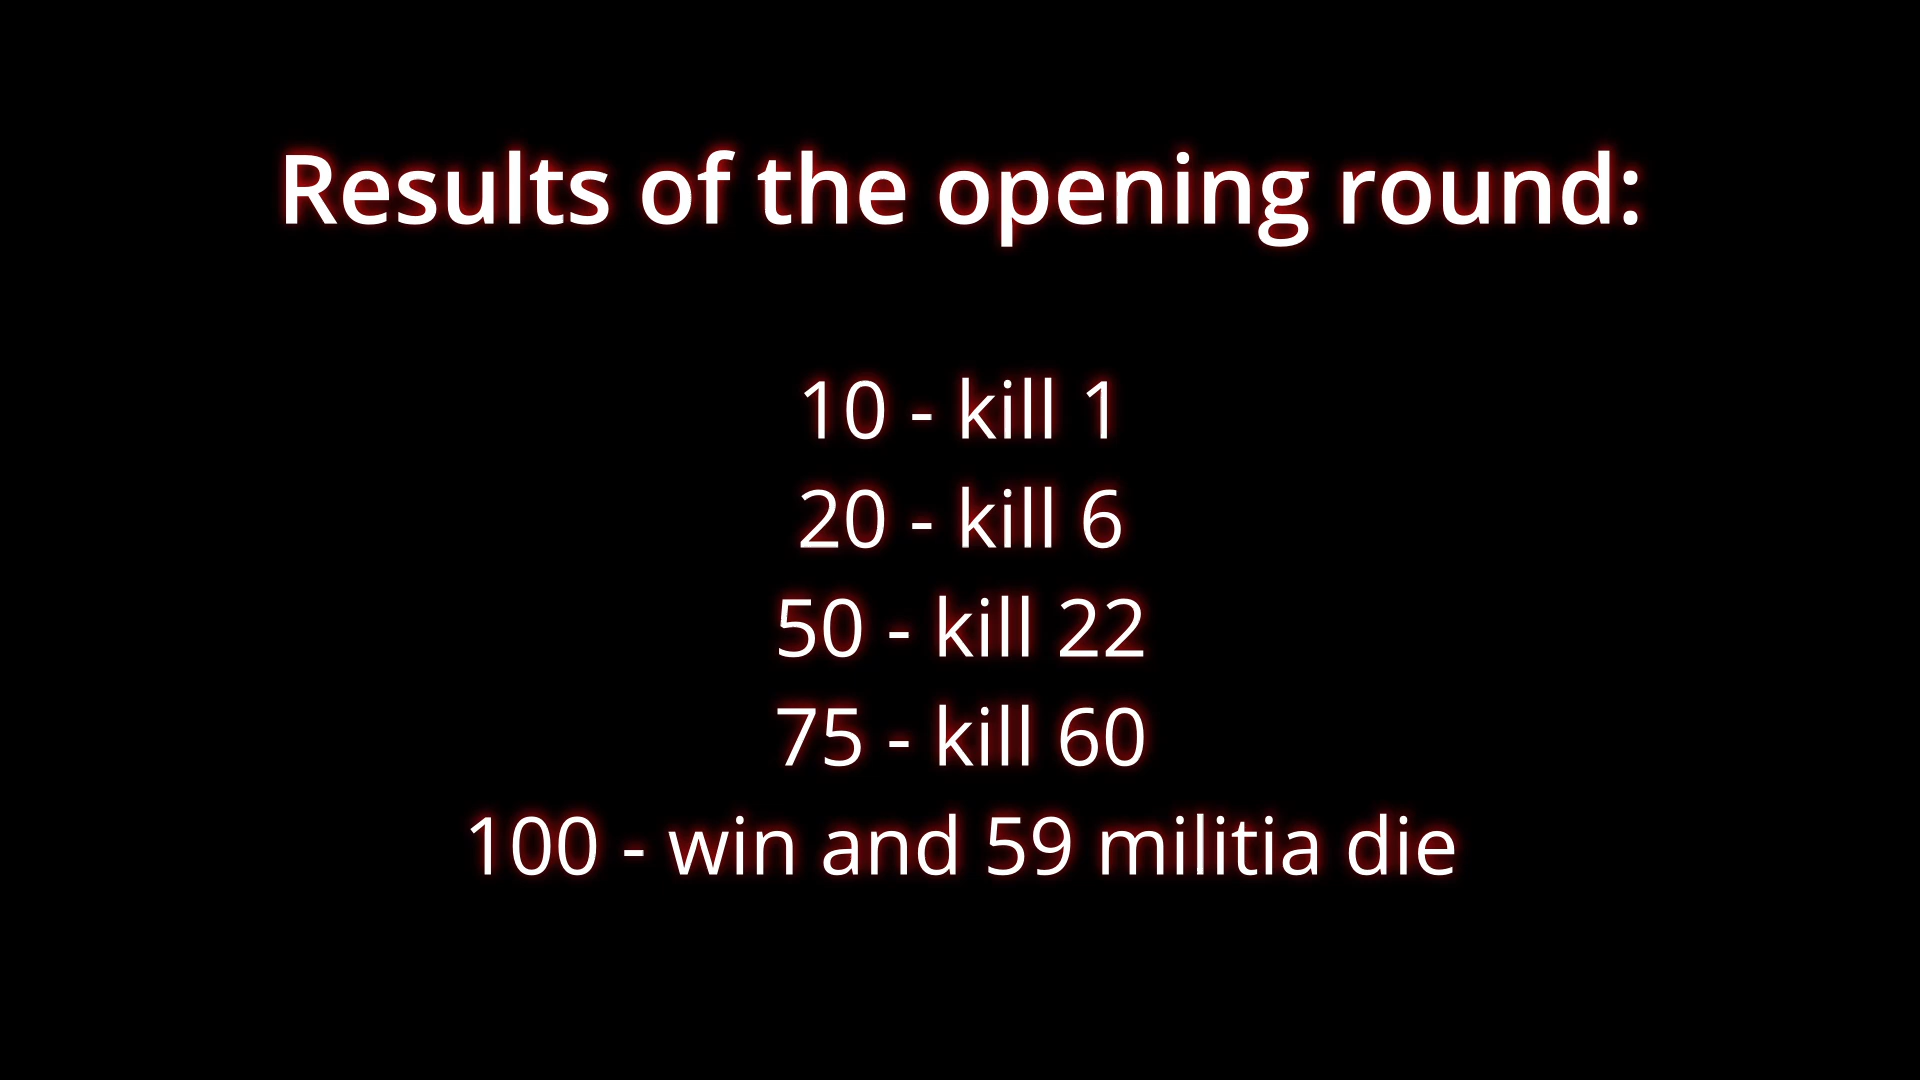 Results of the opening round:
10 - kill 1
20 - kill 6
50 - kill 22
75 - kill 60
100 - win and 59 militia die